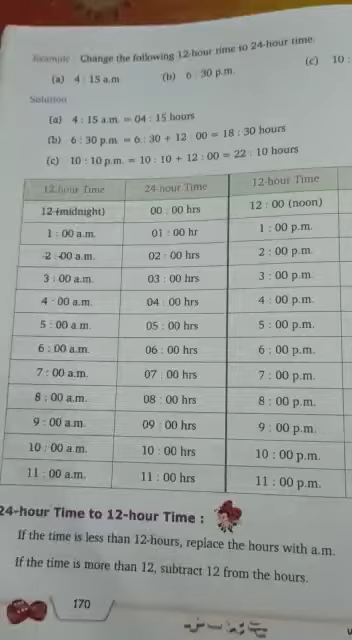 Example Change the following 12-hour time to 24-hour time.
(a) 4 : 15 a.m. (b) 6 : 30 p.m. (c) 10 :
Solution
(a) 4 : 15 a.m. = 04 : 15 hours
(b) 6 : 30 p.m. = 6 : 30 + 12 : 00 = 18 : 30 hours
(c) 10 : 10 p.m. = 10 : 10 + 12 : 00 = 22 : 10 hours
12-hour Time 24-hour Time 12-hour Time
12 (midnight) 00 : 00 hrs 12 : 00 (noon)
1 : 00 a.m. 01 : 00 hr 1 : 00 p.m.
2 : 00 a.m. 02 : 00 hrs 2 : 00 p.m.
3 : 00 a.m. 03 : 00 hrs 3 : 00 p.m.
4 : 00 a.m. 04 : 00 hrs 4 : 00 p.m.
5 : 00 a.m. 05 : 00 hrs 5 : 00 p.m.
6 : 00 a.m. 06 : 00 hrs 6 : 00 p.m.
7 : 00 a.m. 07 : 00 hrs 7 : 00 p.m.
8 : 00 a.m. 08 : 00 hrs 8 : 00 p.m.
9 : 00 a.m. 09 : 00 hrs 9 : 00 p.m.
10 : 00 a.m. 10 : 00 hrs 10 : 00 p.m.
11 : 00 a.m. 11 : 00 hrs 11 : 00 p.m.
24-hour Time to 12-hour Time :
If the time is less than 12-hours, replace the hours with a.m.
If the time is more than 12, subtract 12 from the hours.
170